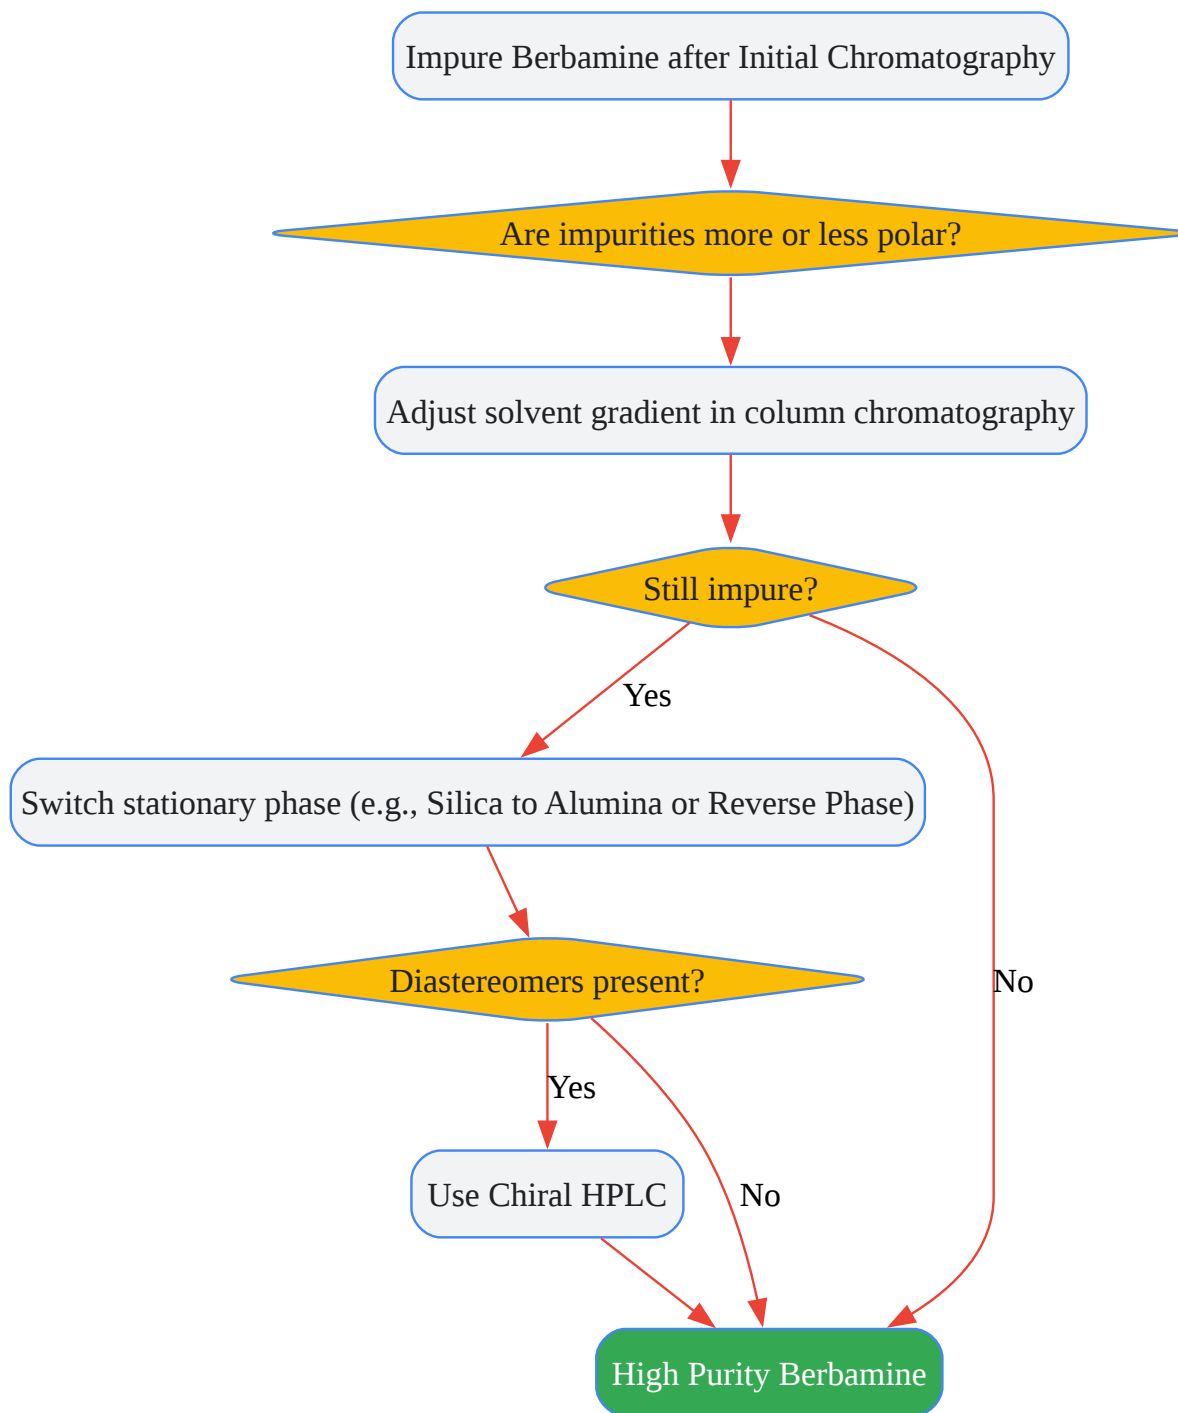 Impure Berbamine after Initial Chromatography
Are impurities more or less polar?
Adjust solvent gradient in column chromatography
Still impure?
Yes
Switch stationary phase (e.g., Silica to Alumina or Reverse Phase)
Diastereomers present?
No
Yes
Use Chiral HPLC
No
High Purity Berbamine